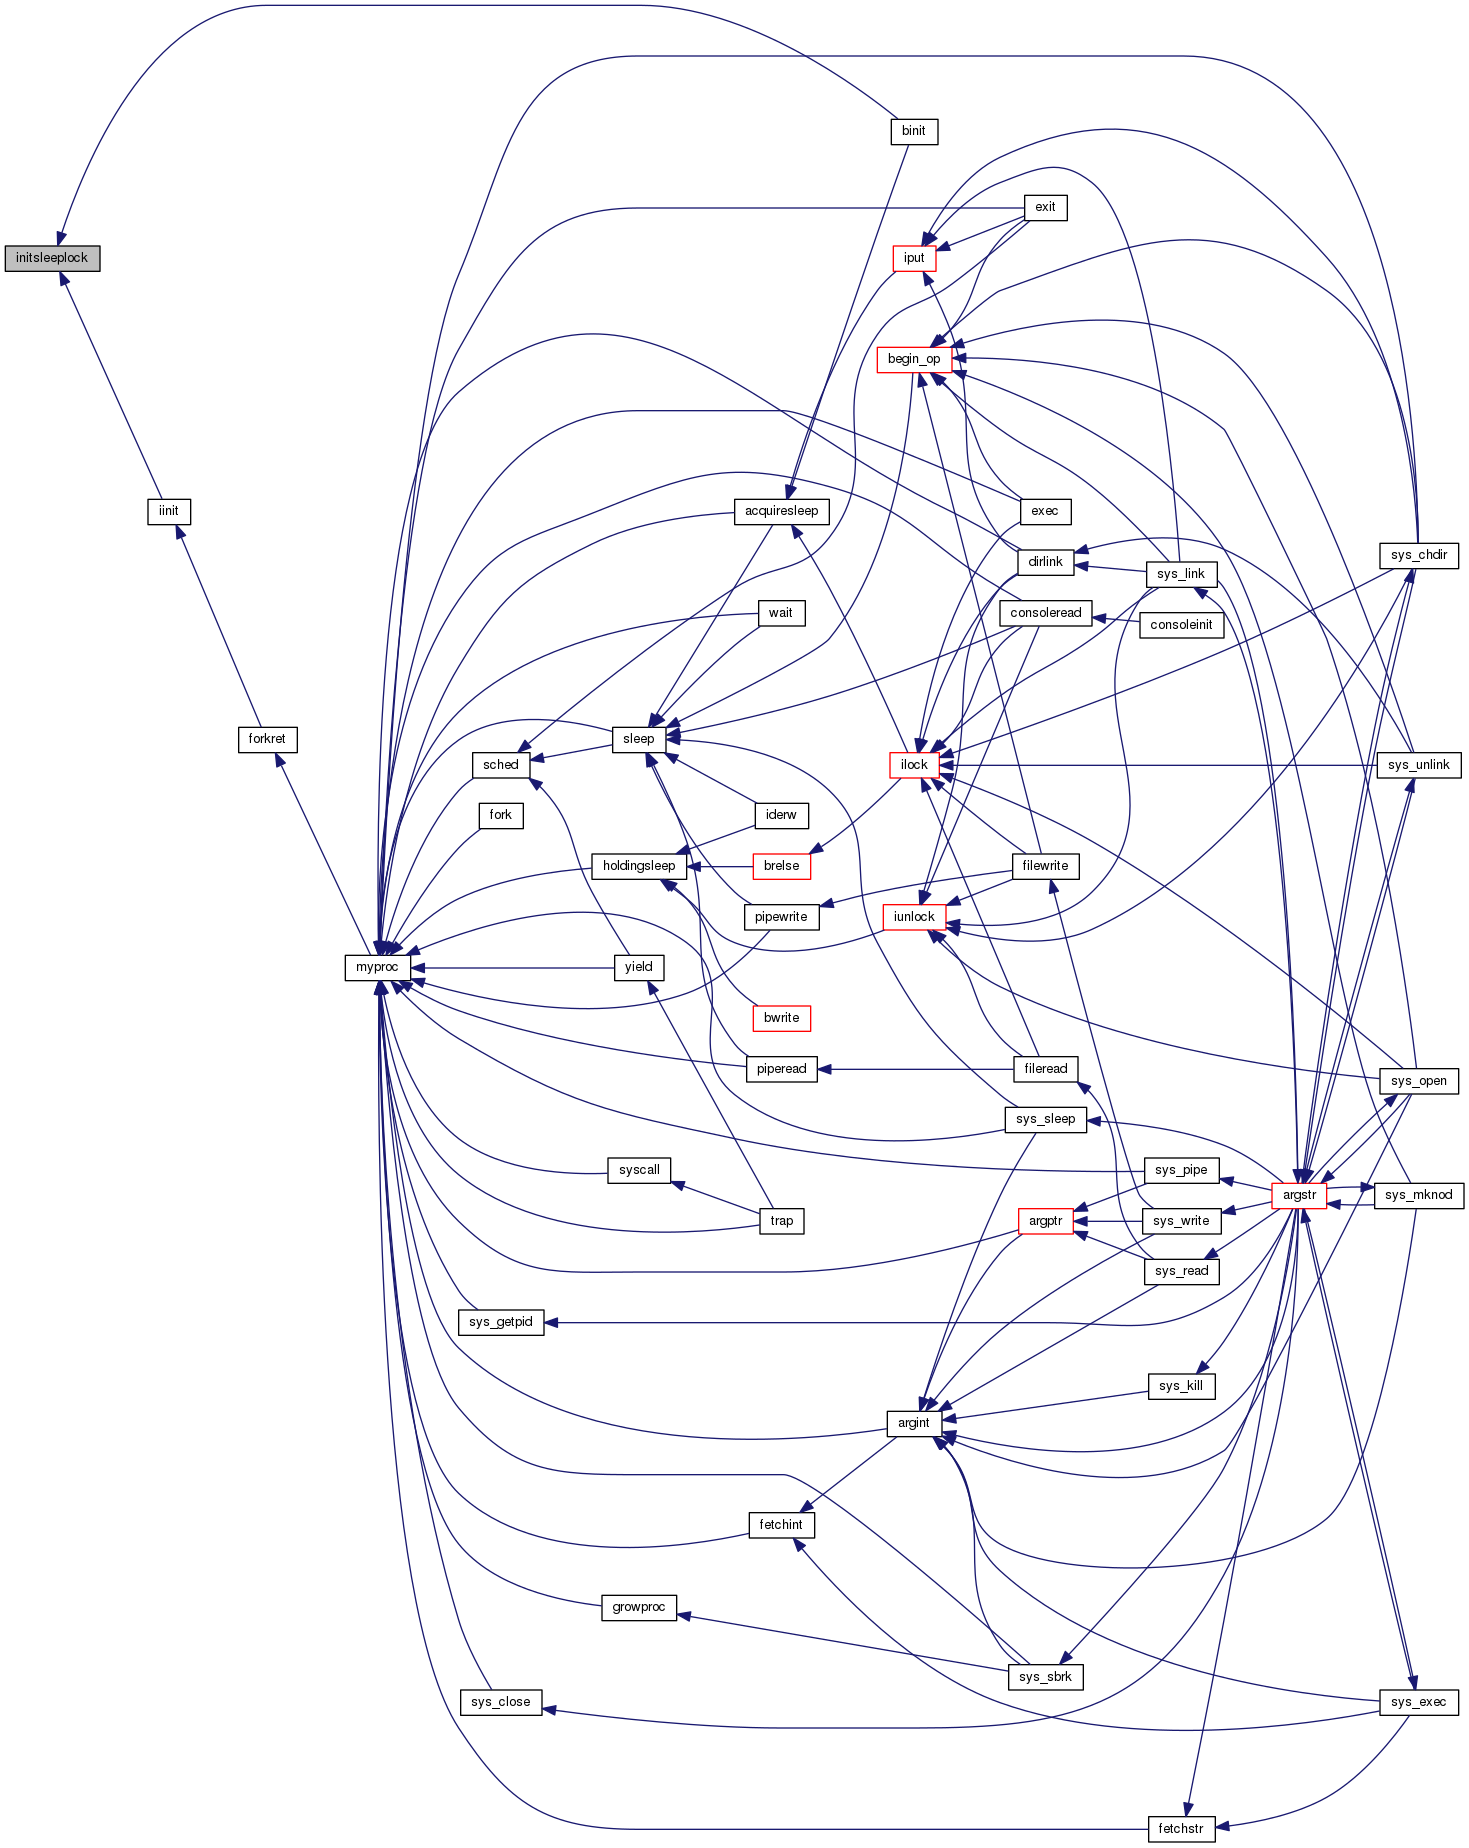 binit
exit
initsleeplock
iput
begin_op
iinit
acquiresleep
exec
dirlink
sys_chdir
sys_link
wait
consoleread
consoleinit
forkret
sleep
sched
ilock
sys_unlink
fork
iderw
holdingsleep
brelse
filewrite
pipewrite
iunlock
myproc
yield
bwrite
piperead
fileread
sys_open
sys_sleep
syscall
sys_pipe
argstr
sys_mknod
trap
argptr
sys_write
sys_read
sys_getpid
sys_kill
argint
fetchint
growproc
sys_sbrk
sys_close
sys_exec
fetchstr